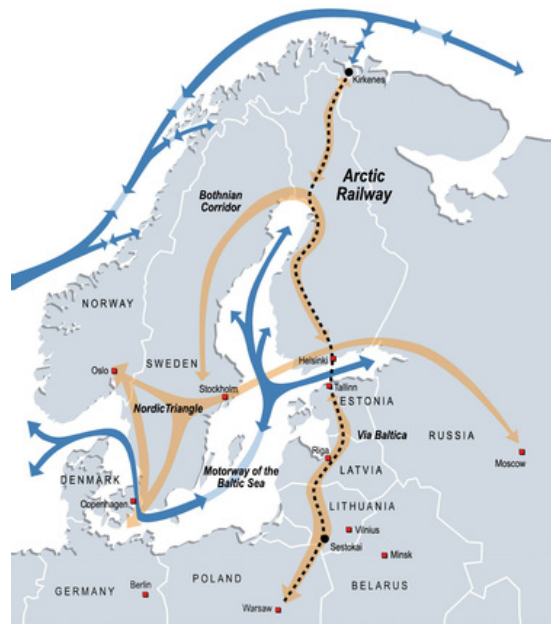 Kirkenes
Arctic
Railway
Bothnian
Corridor
NORWAY
Oslo
SWEDEN
Helsinki
Stockholm
Tallinn
ESTONIA
Nordic Triangle
Via Baltica
RUSSIA
Riga
Moscow
Motorway of the
Baltic Sea
LATVIA
DENMARK
Copenhagen
LITHUANIA
Vilnius
Sestokai
Minsk
POLAND
GERMANY
Berlin
BELARUS
Warsaw